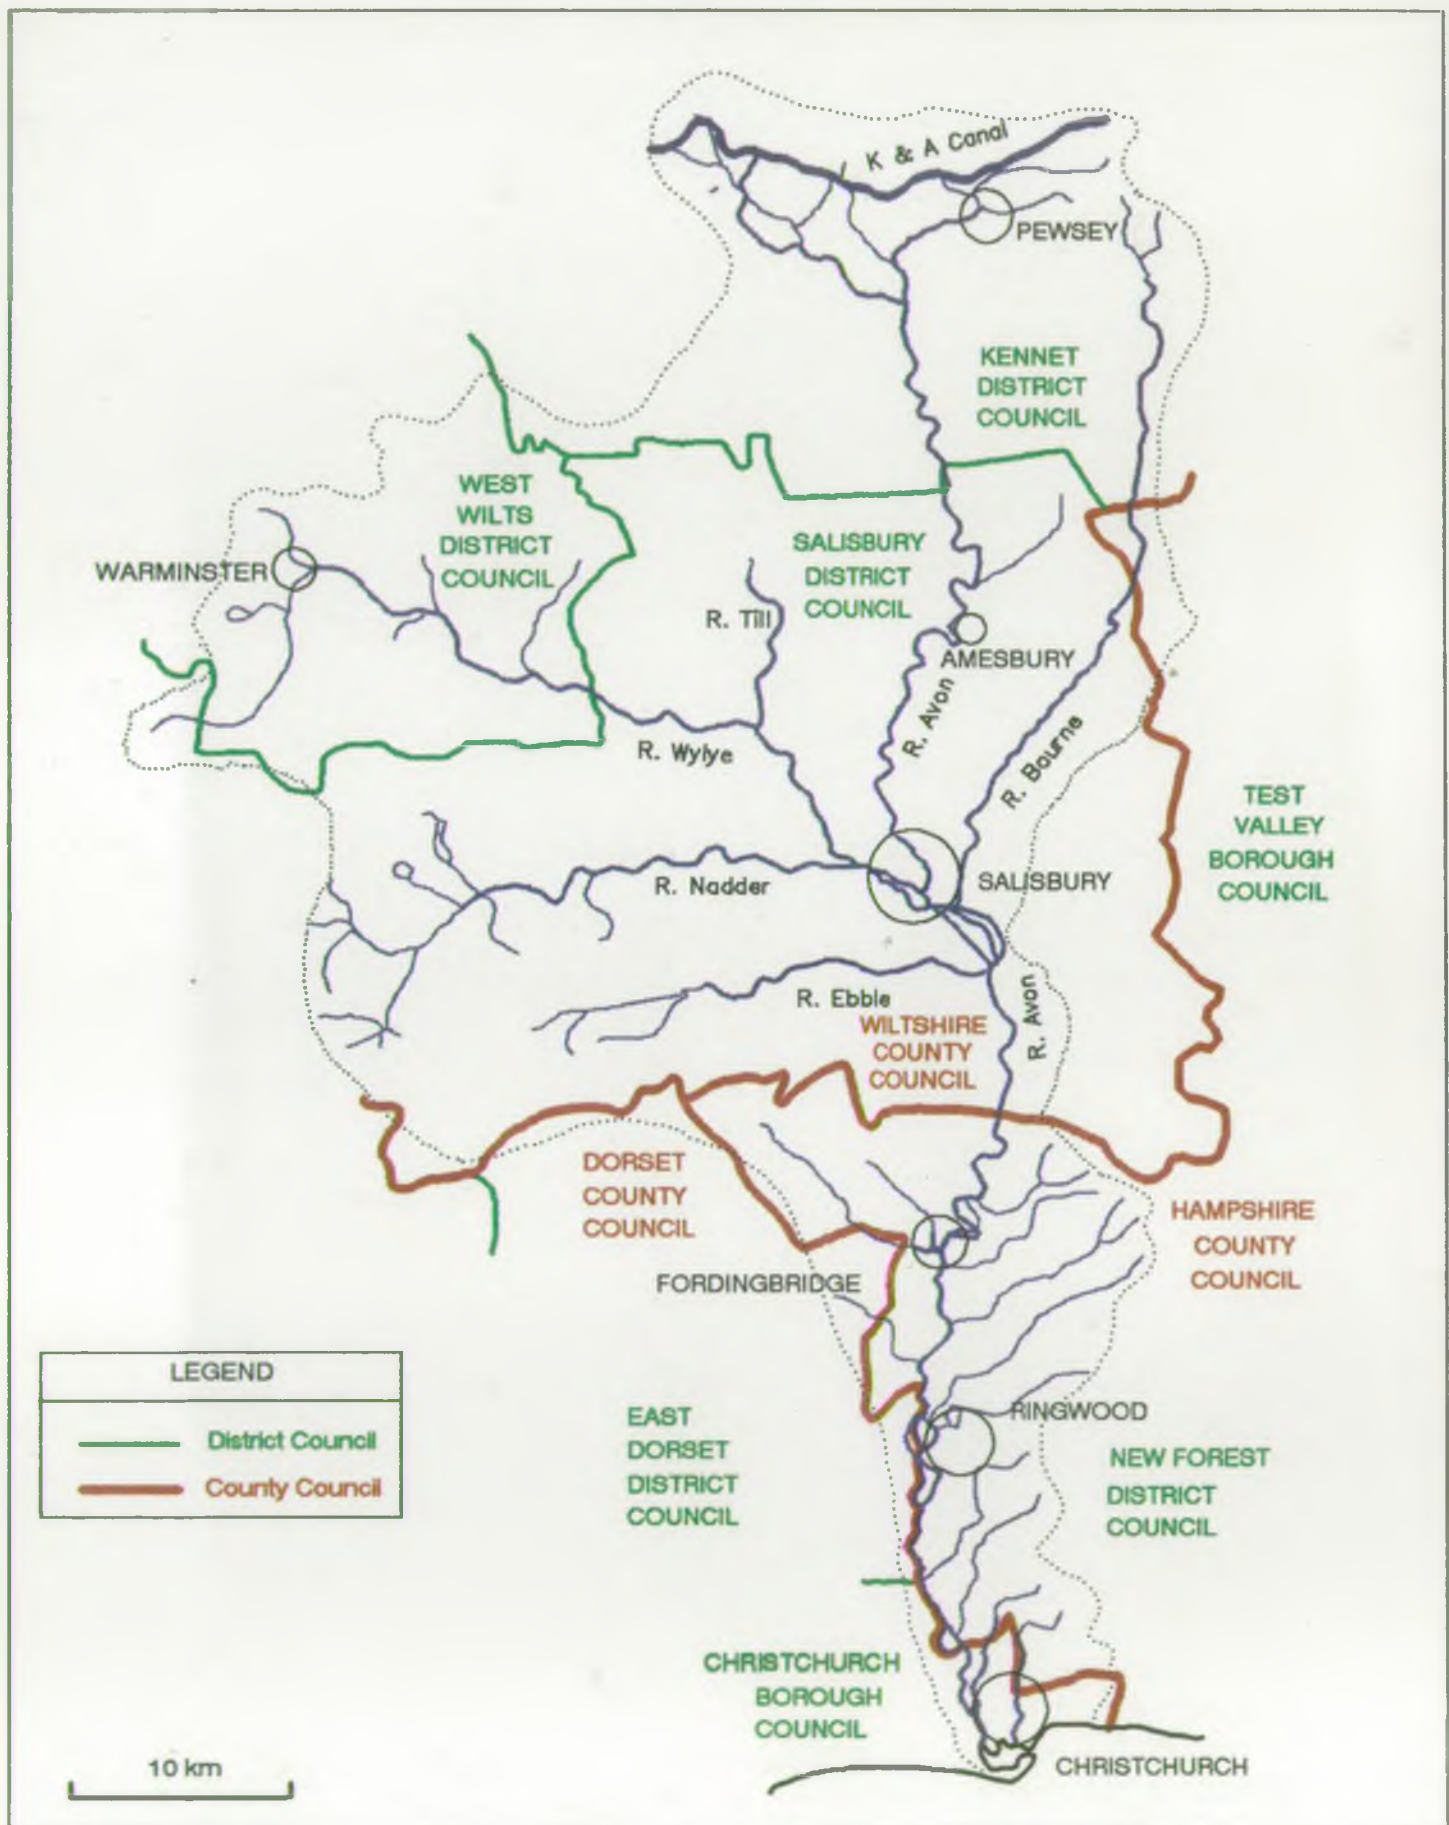 K & A Canal
PEWSEY
KENNET
DISTRICT
COUNCIL
WEST
WILTS
DISTRICT
COUNCIL
SALISBURY
DISTRICT
COUNCIL
WARMINSTER
R. Till
AMESBURY
R. Avon
R. Bourne
R. Wylye
TEST
VALLEY
BOROUGH
COUNCIL
R. Nadder
SALISBURY
R. Ebble
R. Avon
WILTSHIRE
COUNTY
COUNCIL
DORSET
COUNTY
COUNCIL
HAMPSHIRE
COUNTY
COUNCIL
FORDINGBRIDGE
LEGEND
District Council
County Council
RINGWOOD
EAST
DORSET
DISTRICT
COUNCIL
NEW FOREST
DISTRICT
COUNCIL
CHRISTCHURCH
BOROUGH
COUNCIL
10 km
CHRISTCHURCH